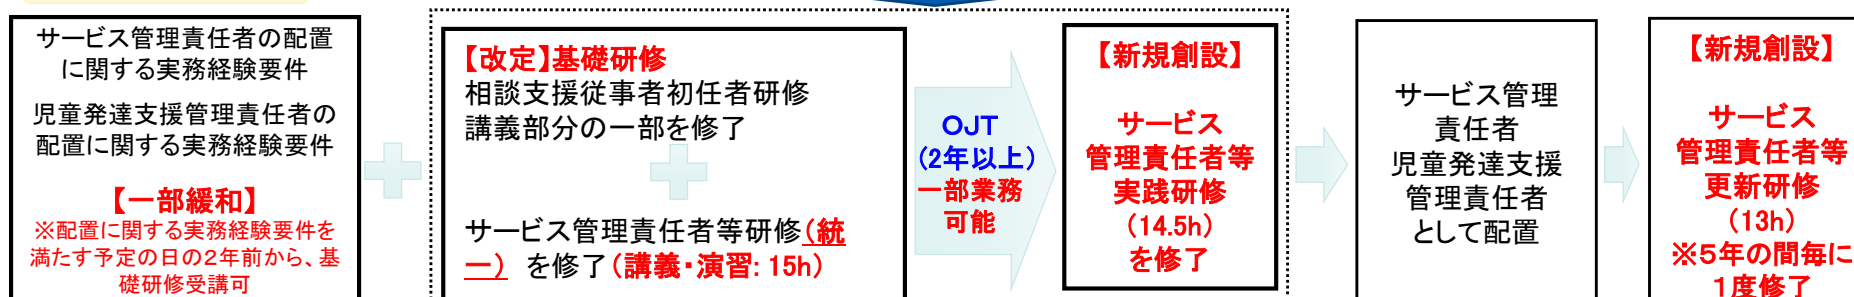 サービス管理責任者の配置
に関する実務経験要件
児童発達支援管理責任者の
配置に関する実務経験要件
【一部緩和】
※配置に関する実務経験要件を
満たす予定の日の2年前から、基
礎研修受講可
【改定】基礎研修
相談支援従事者初任者研修
講義部分の一部を修了
サービス管理責任者等研修(統
一) を修了(講義・演習: 15h)
OJT
(2年以上)
一部業務
可能
【新規創設】
サービス
管理責任者等
実践研修
(14.5h)
を修了
サービス管理
責任者
児童発達支援
管理責任者
として配置
【新規創設】
サービス
管理責任者等
更新研修
(13h)
※5年の間毎に
1度修了